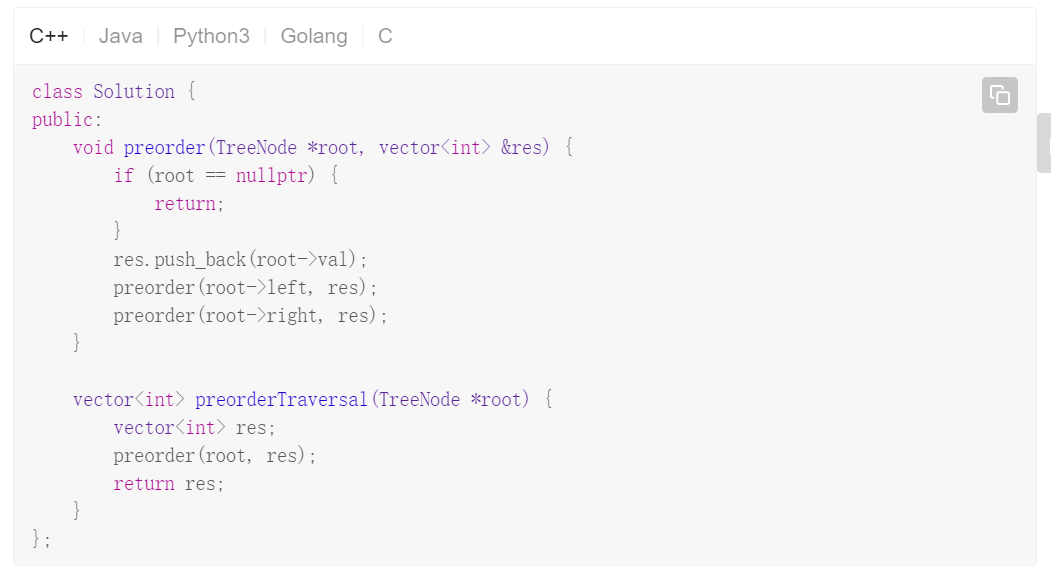 C++ Java Python3 Golang C
class Solution {
public:
    void preorder(TreeNode *root, vector<int> &res) {
        if (root == nullptr) {
            return;
        }
        res.push_back(root->val);
        preorder(root->left, res);
        preorder(root->right, res);
    }

    vector<int> preorderTraversal(TreeNode *root) {
        vector<int> res;
        preorder(root, res);
        return res;
    }
};